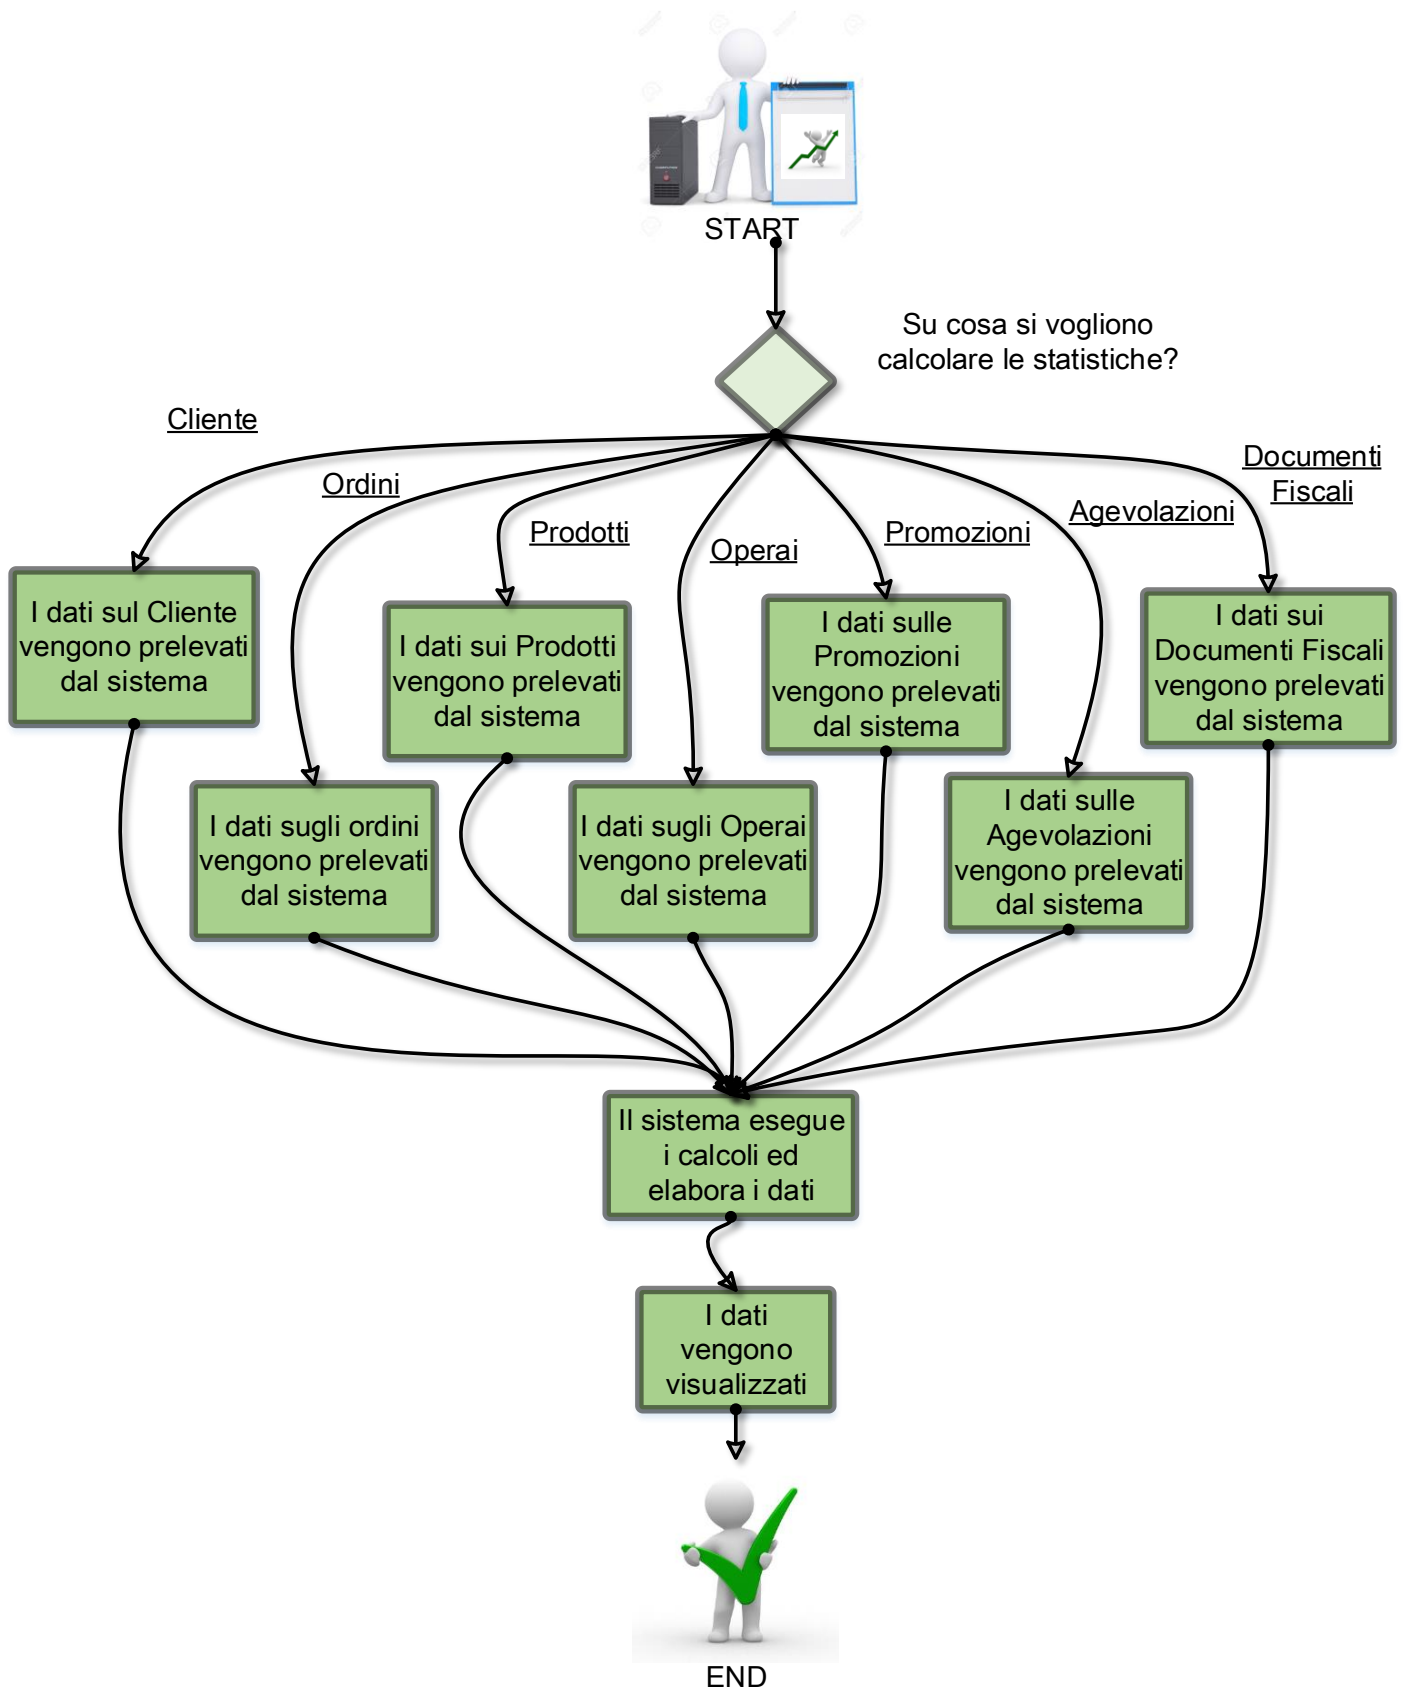 START
Su cosa si vogliono
calcolare le statistiche?
Cliente
Ordini
Prodotti
Operai
Promozioni
Agevolazioni
Documenti
Fiscali
I dati sul Cliente
vengono prelevati
dal sistema
I dati sugli ordini
vengono prelevati
dal sistema
I dati sui Prodotti
vengono prelevati
dal sistema
I dati sugli Operai
vengono prelevati
dal sistema
I dati sulle
Promozioni
vengono prelevati
dal sistema
I dati sulle
Agevolazioni
vengono prelevati
dal sistema
I dati sui
Documenti Fiscali
vengono prelevati
dal sistema
Il sistema esegue
i calcoli ed
elabora i dati
I dati
vengono
visualizzati
END